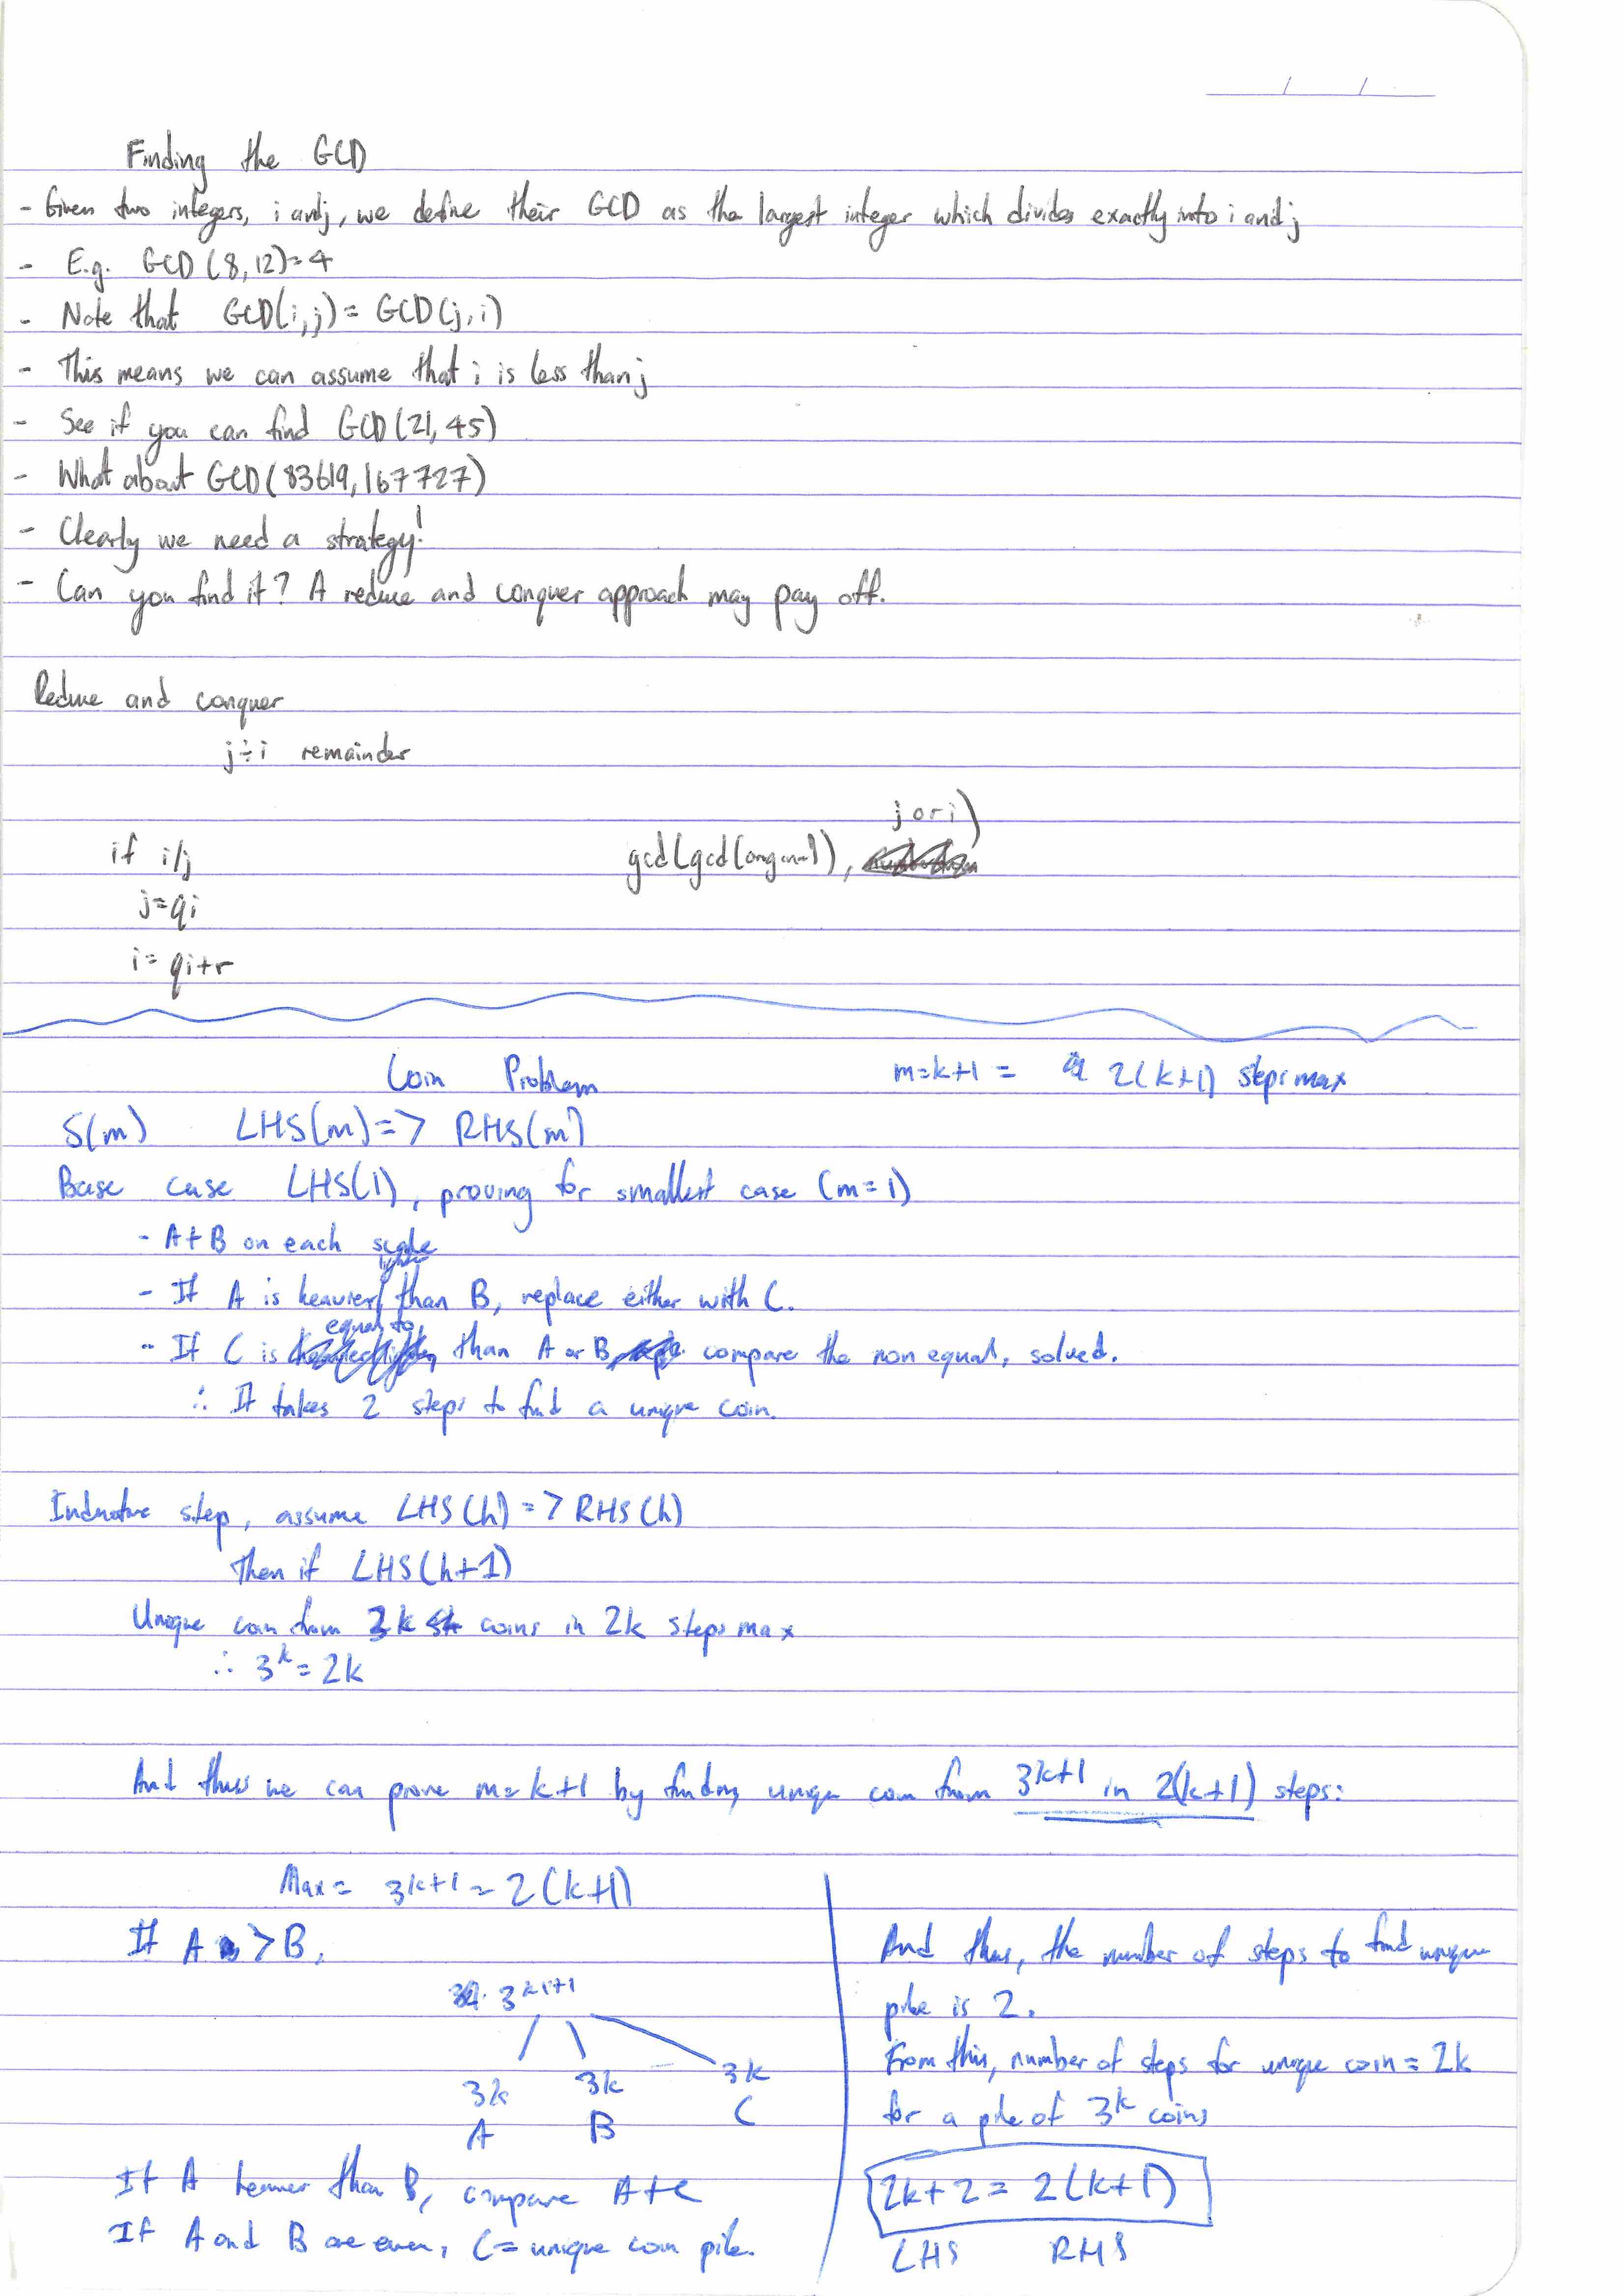 Finding the GCD
- Given two integers, i and j, we define their GCD as the largest integer which divides exactly into i and j
- E.g. GCD(8,12)=4
- Note that GCD(i,j)=GCD(j,i)
- This means we can assume that i is less than j
- See if you can find GCD(21,45)
- What about GCD(83619,167727)
- Clearly we need a strategy!
- Can you find it? A reduce and conquer approach may pay off.
Reduce and conquer
j÷i remainder
j or i)
if i/j
gcd(gcd(original),
j=qi
i=qi+r
Coin Problem
m=k+1 = 2(k+1) steps max
S(m) LHS(m)=> RHS(m)
Base case LHS(1), proving for smallest case (m=1)
- A+B on each scale
lighter
- If A is heavier/ than B, replace either with C.
equal to
- If C is than A or B, compare the non equal, solved.
∴ It takes 2 steps to find a unique coin.
Inductive step, assume LHS(h)=>RHS(h)
Then if LHS(h+1)
Unique coin from 3k coins in 2k steps max
∴ 3^k=2k
And thus we can prove m=k+1 by finding unique coin from 3^k+1 in 2(k+1) steps:
Max = 3^k+1 = 2(k+1)
If A > B,
3^k+1
3k 3k 3k
A B C
If A heavier than B, compare A+C
If A and B are even, C=unique coin pile.
And thus, the number of steps to find unique
pile is 2.
From this, number of steps for unique coin = 2k
for a pile of 3^k coins
2k+2=2(k+1)
LHS RHS